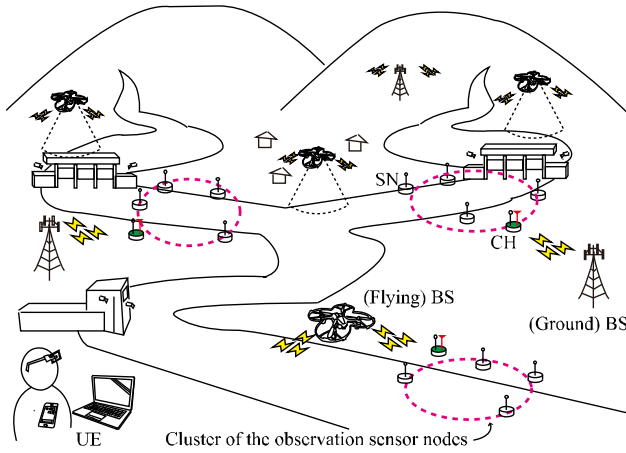 SN
CH
(Flying) BS
(Ground) BS
UE
Cluster of the observation sensor nodes